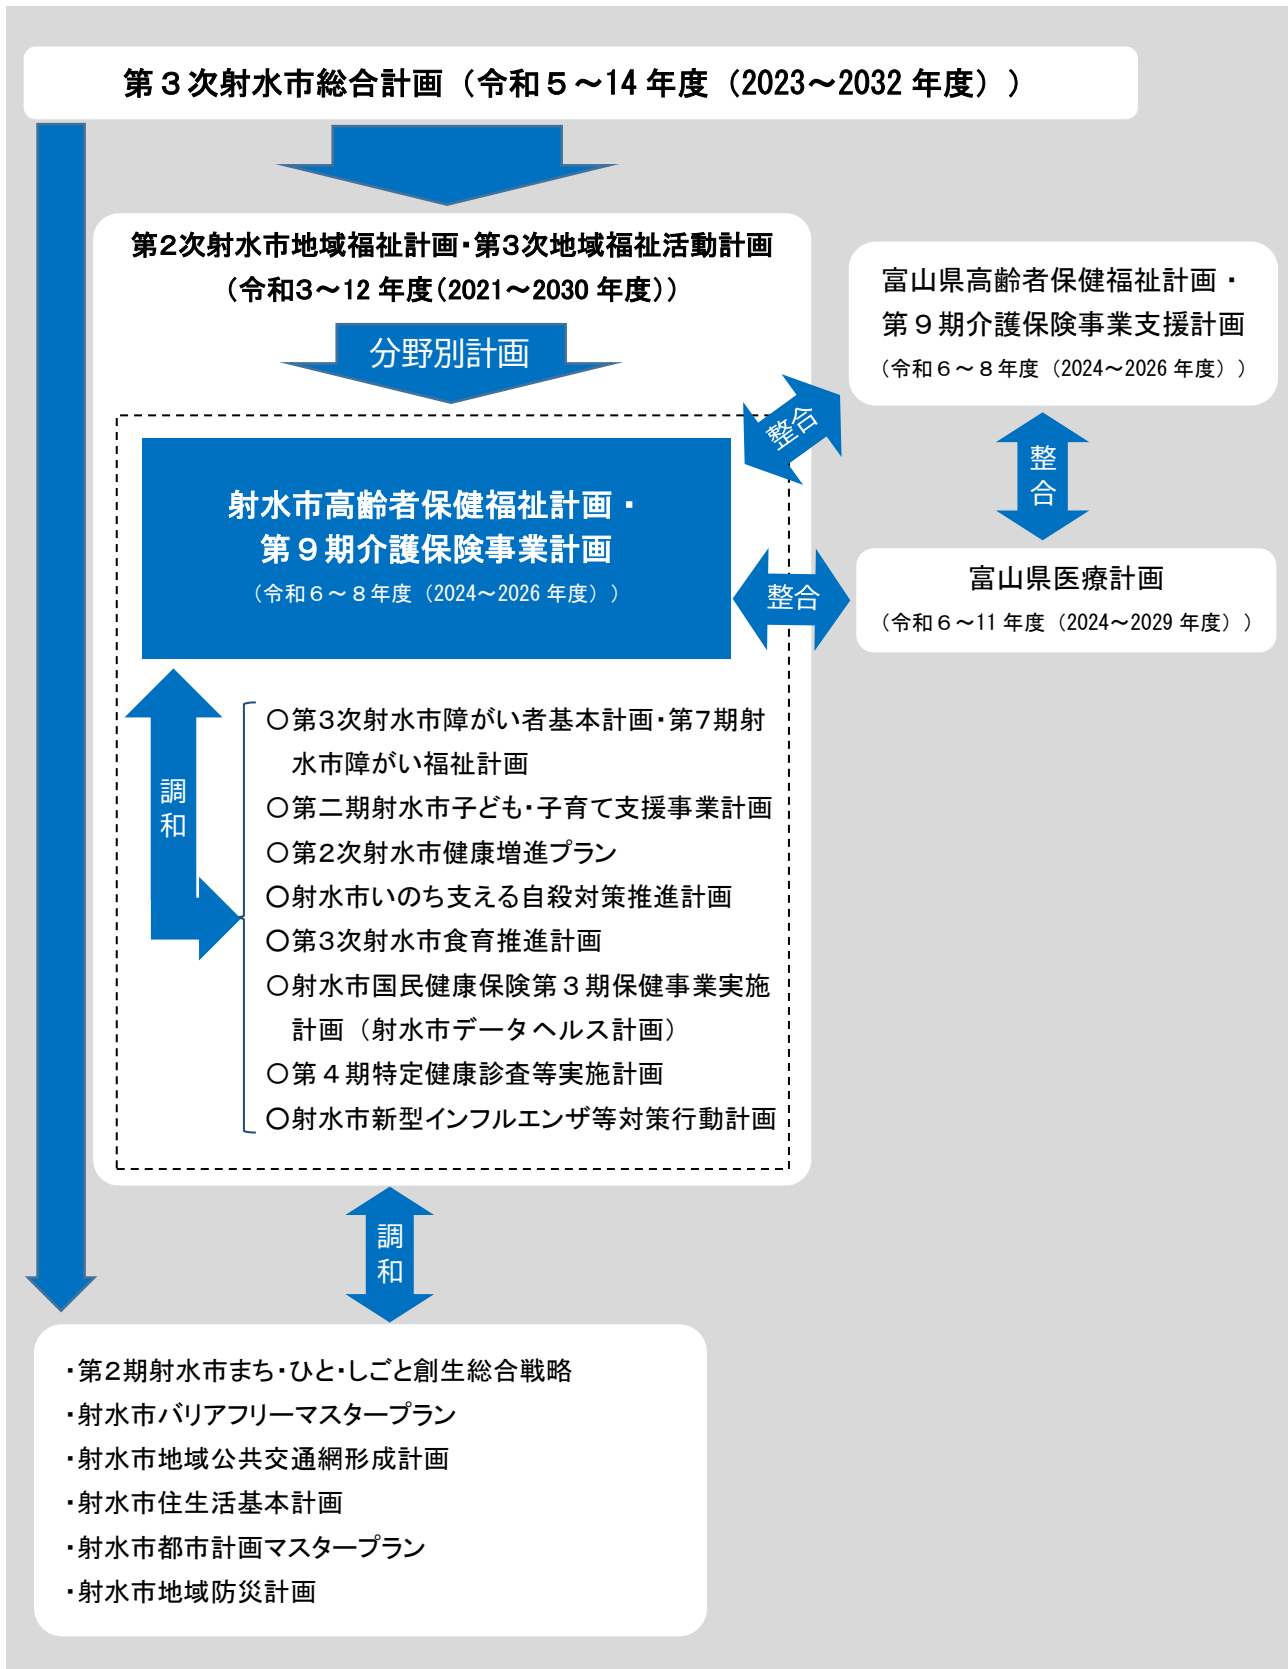 第３次射水市総合計画（令和５～14 年度（2023～2032 年度））
第2次射水市地域福祉計画・第3次地域福祉活動計画
（令和3～12 年度（2021～2030 年度））
分野別計画
富山県高齢者保健福祉計画・
第９期介護保険事業支援計画
（令和６～８年度（2024～2026 年度））
整合
整合
射水市高齢者保健福祉計画・
第９期介護保険事業計画
（令和６～８年度（2024～2026 年度））
整合
富山県医療計画
（令和６～11 年度（2024～2029 年度））
調和
○第3次射水市障がい者基本計画・第7期射
水市障がい福祉計画
○第二期射水市子ども・子育て支援事業計画
○第2次射水市健康増進プラン
○射水市いのち支える自殺対策推進計画
○第3次射水市食育推進計画
○射水市国民健康保険第３期保健事業実施
計画（射水市データヘルス計画）
○第４期特定健康診査等実施計画
○射水市新型インフルエンザ等対策行動計画
調和
・第2期射水市まち・ひと・しごと創生総合戦略
・射水市バリアフリーマスタープラン
・射水市地域公共交通網形成計画
・射水市住生活基本計画
・射水市都市計画マスタープラン
・射水市地域防災計画